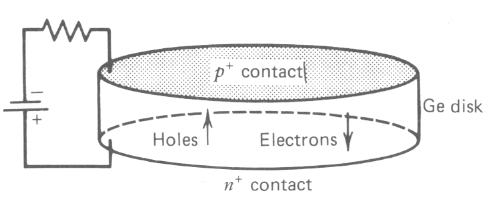 −
+
p⁺ contact
Ge disk
Holes
Electrons
n⁺ contact